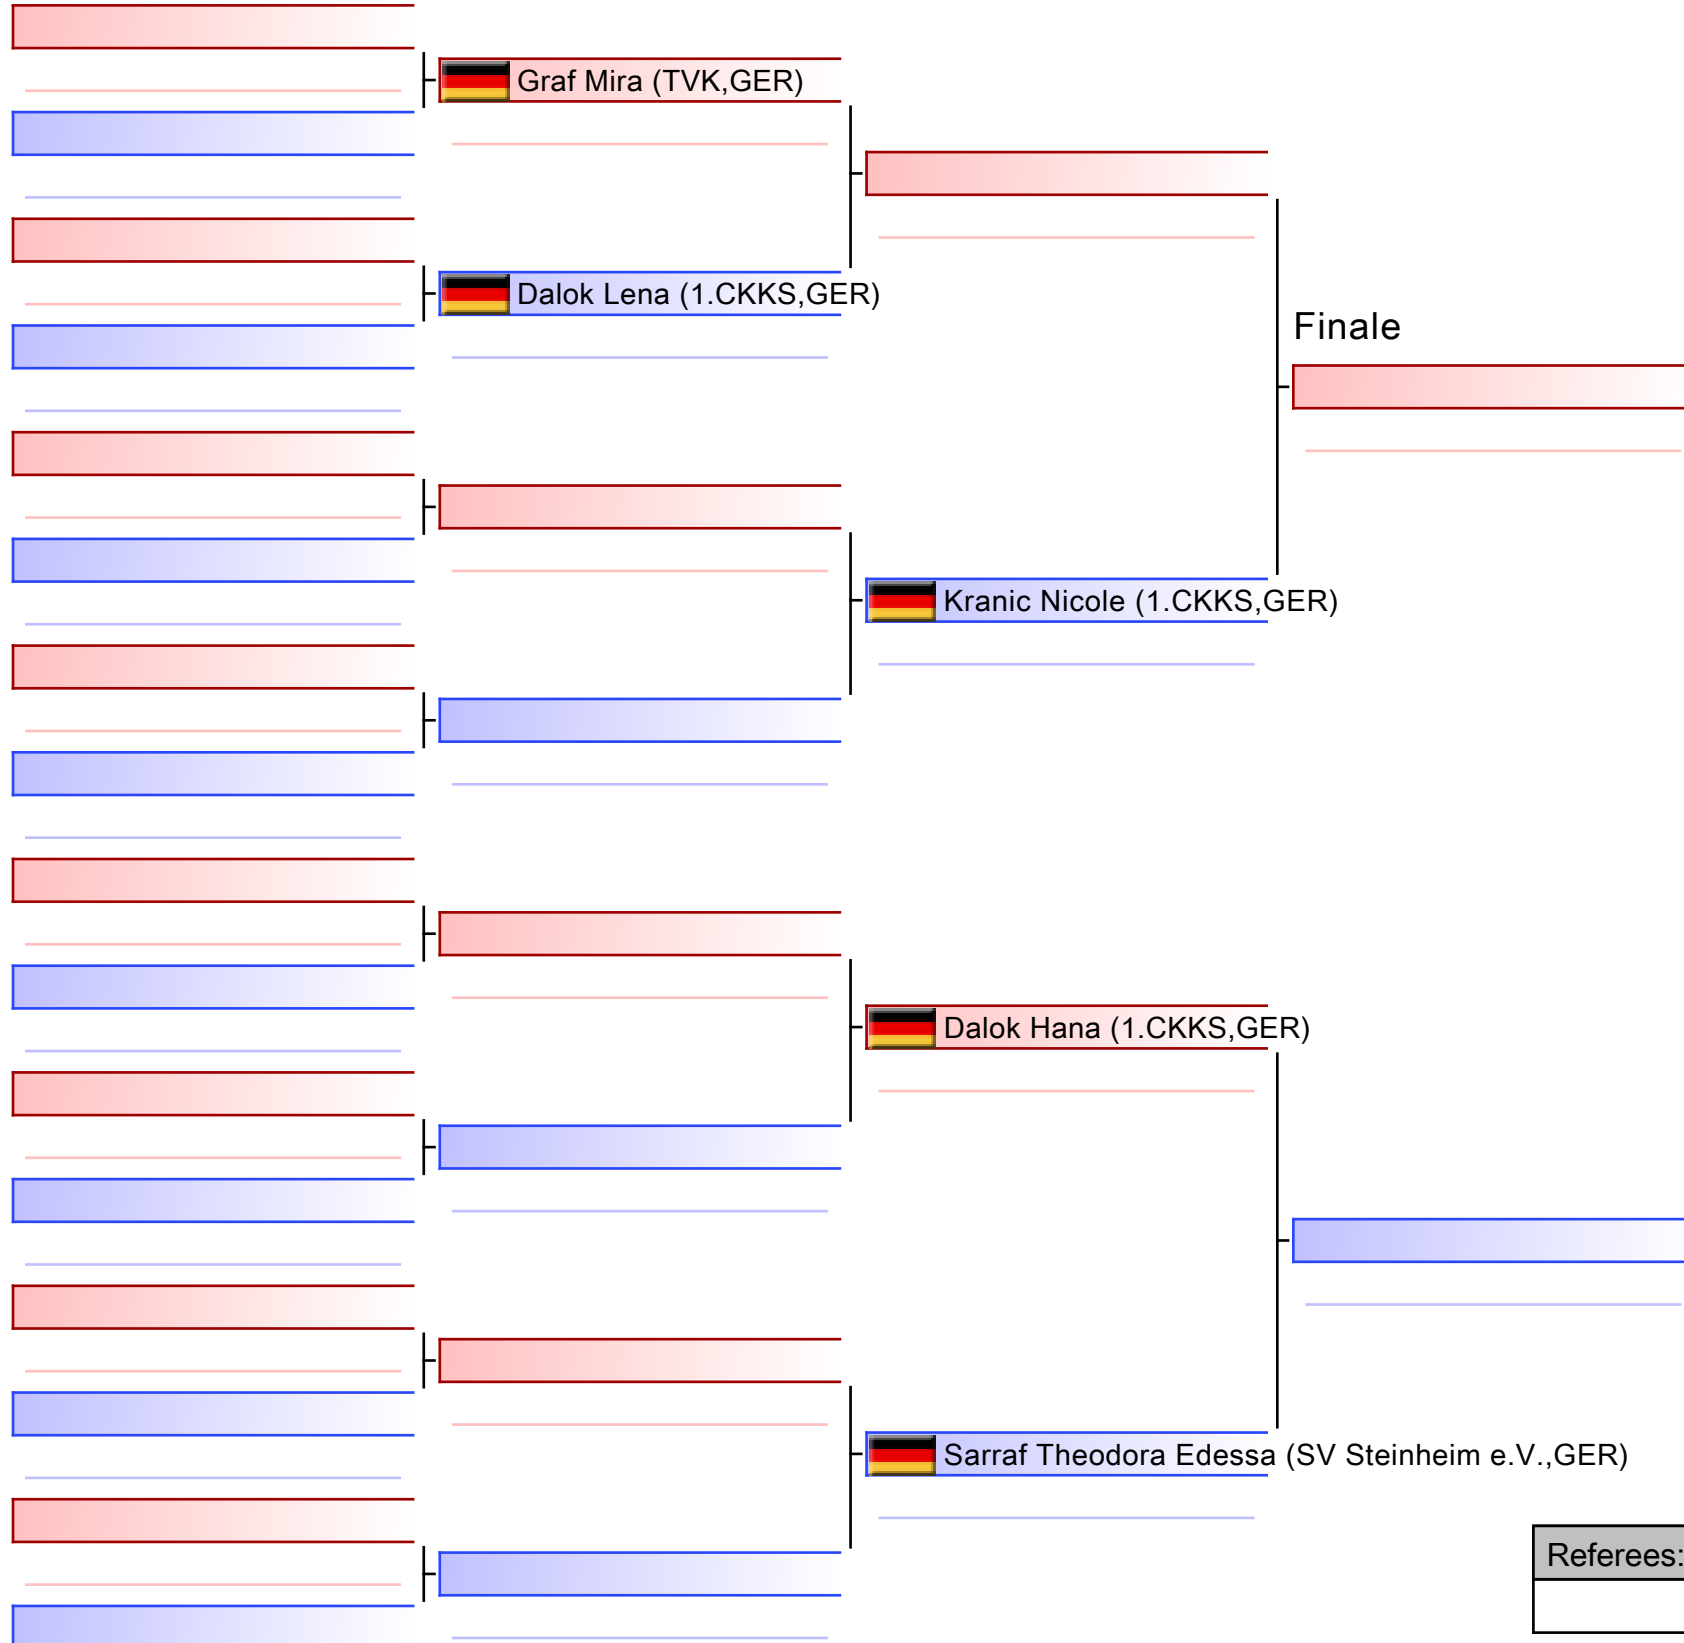 Graf Mira (TVK,GER)
Dalok Lena (1.CKKS,GER)
Finale
Kranic Nicole (1.CKKS,GER)
Dalok Hana (1.CKKS,GER)
Sarraf Theodora Edessa (SV Steinheim e.V.,GER)
Referees: